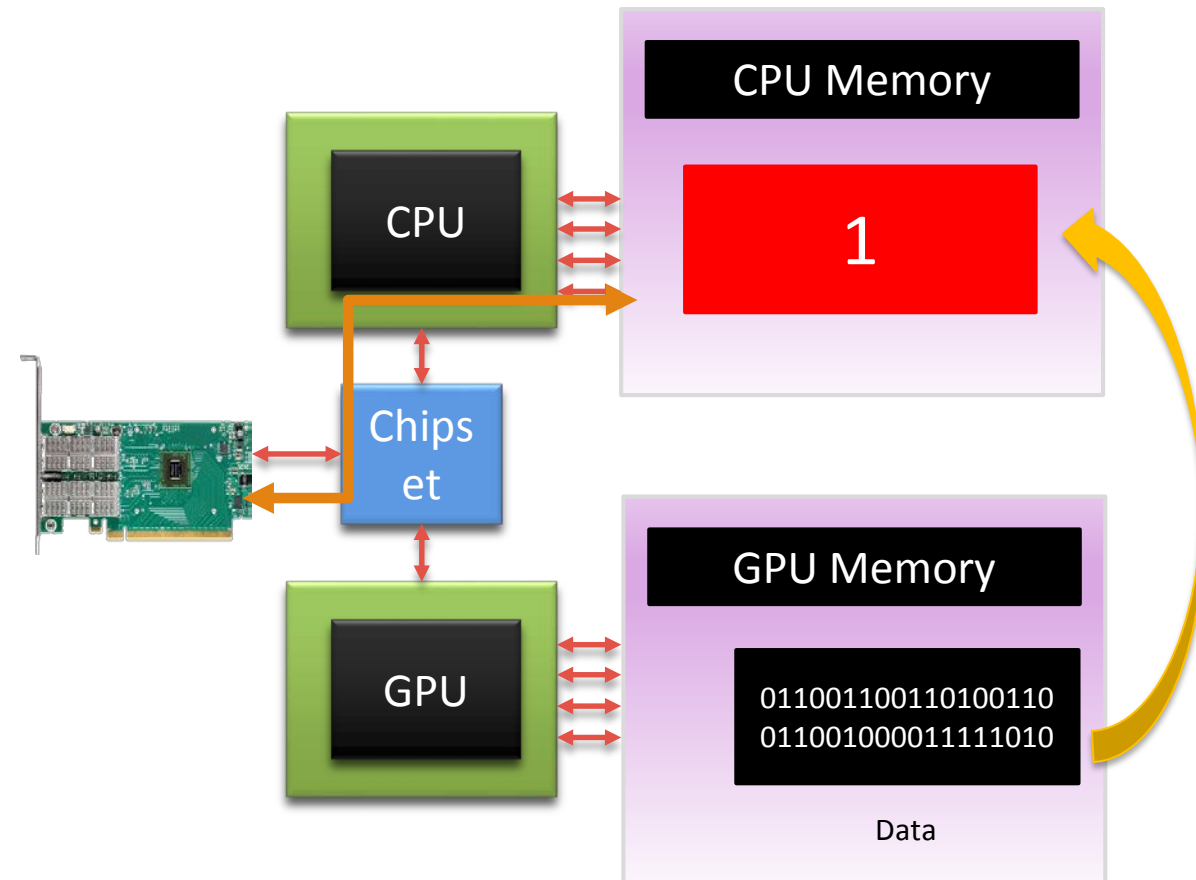 CPU Memory
CPU
1
Chips
et
GPU Memory
GPU
011001100110100110
011001000011111010
Data